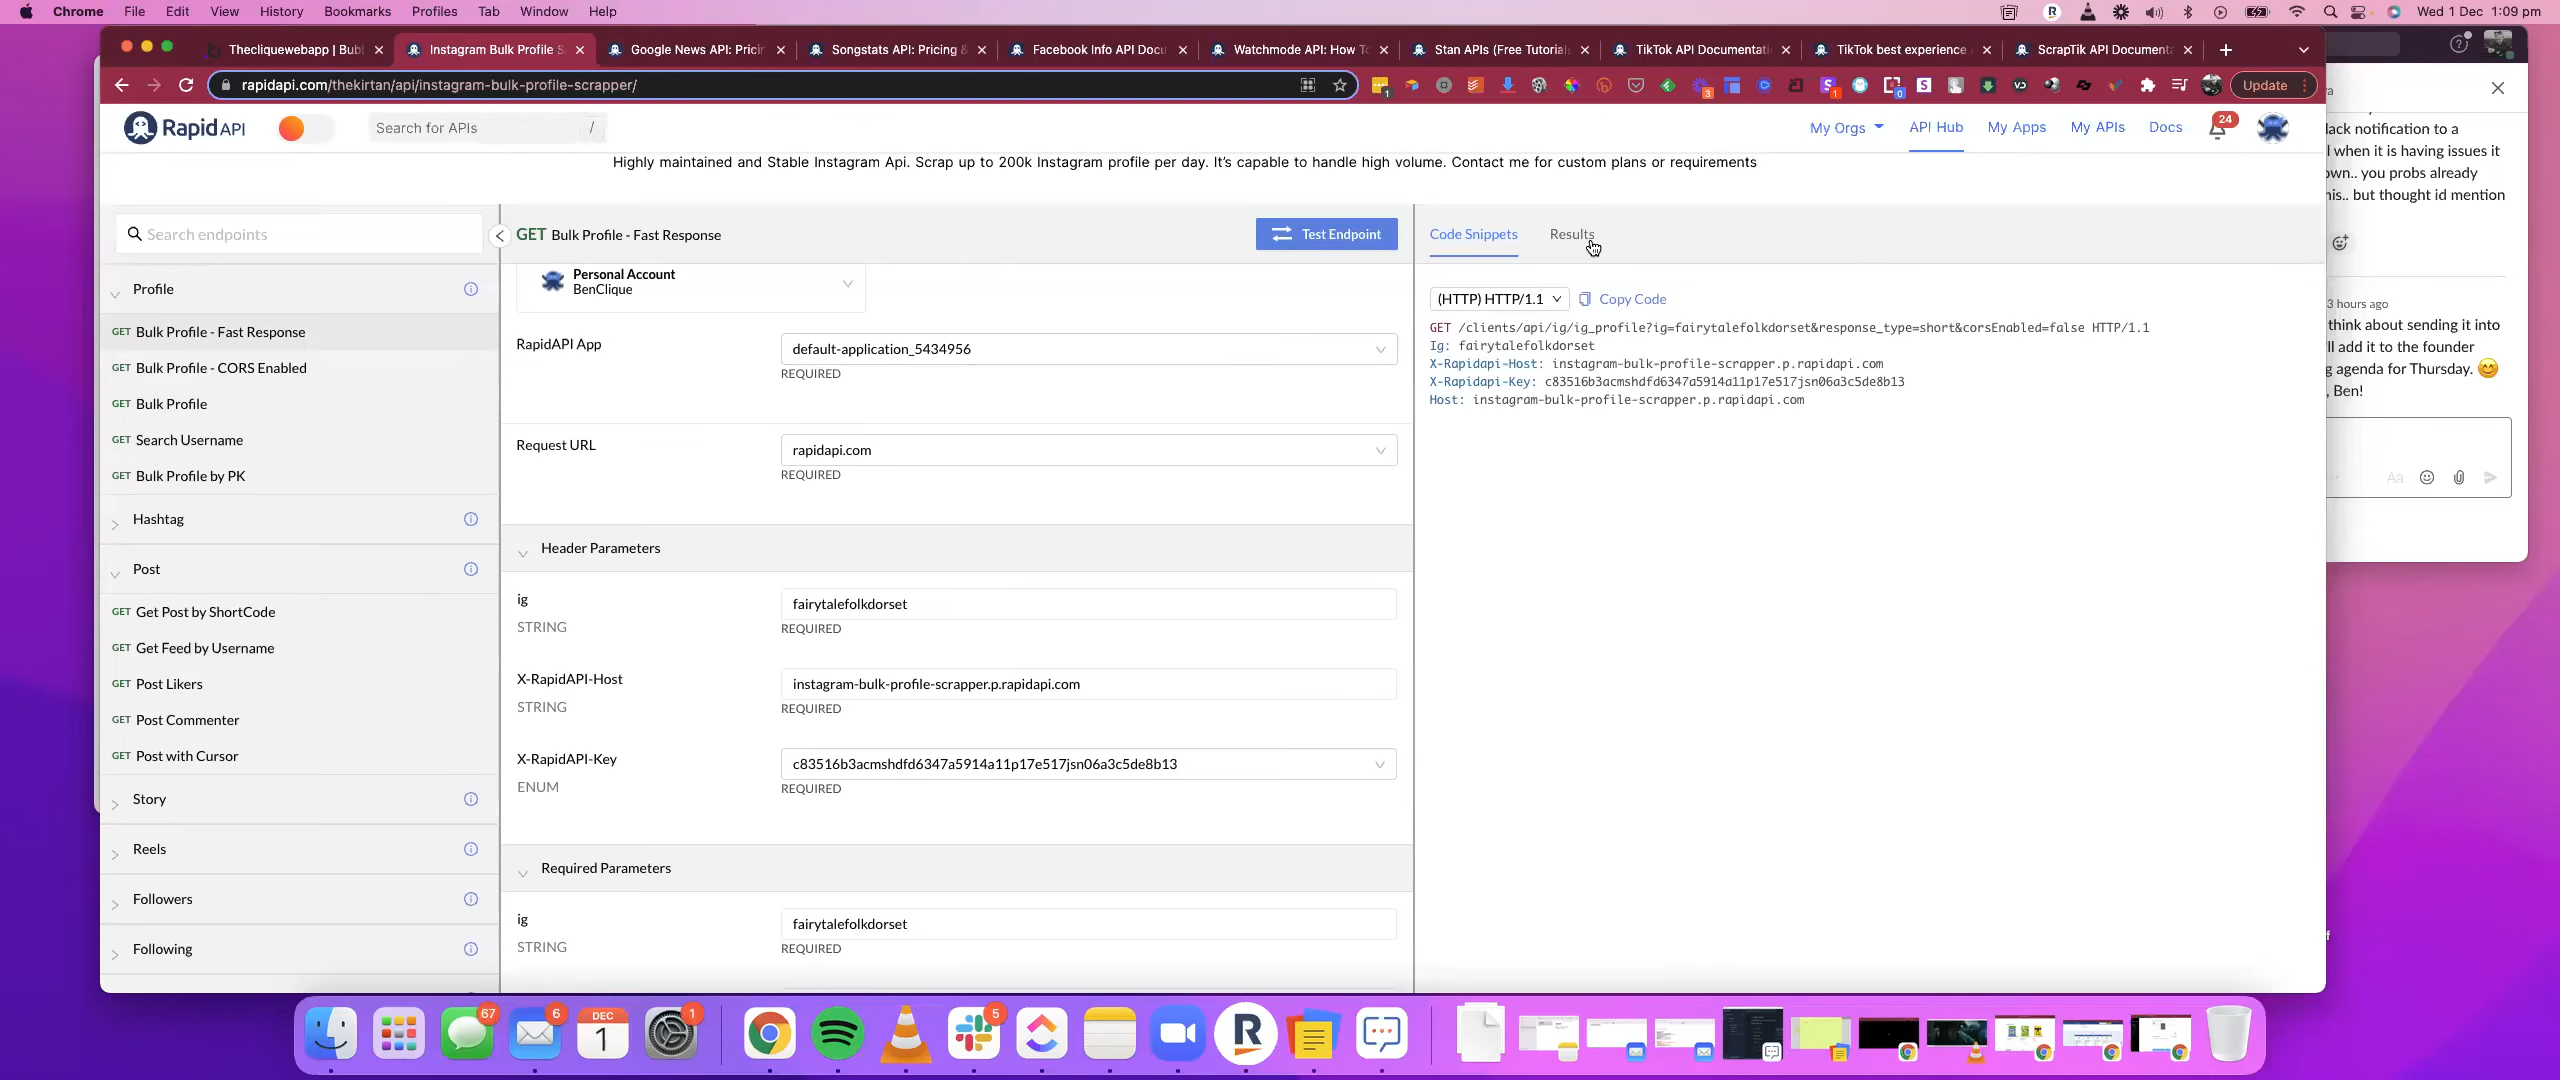 Chrome File Edit View History Bookmarks Profiles Tab Window Help
Wed 1 Dec 1:09 pm
Thecliquewebapp | Bubl
Instagram Bulk Profile S
Google News API: Pricin
Songstats API: Pricing &
Facebook Info API Docu
Watchmode API: How To
Stan APIs (Free Tutorial
TikTok API Documentati
TikTok best experience
ScrapTik API Documenta
rapidapi.com/thekirtan/api/instagram-bulk-profile-scrapper/
Update
RapidAPI
Search for APIs /
My Orgs
API Hub
My Apps
My APIs
Docs
24
Highly maintained and Stable Instagram Api. Scrap up to 200k Instagram profile per day. It's capable to handle high volume. Contact me for custom plans or requirements
Search endpoints
Profile
GET Bulk Profile - Fast Response
GET Bulk Profile - CORS Enabled
GET Bulk Profile
GET Search Username
GET Bulk Profile by PK
Hashtag
Post
GET Get Post by ShortCode
GET Get Feed by Username
GET Post Likers
GET Post Commenter
GET Post with Cursor
Story
Reels
Followers
Following
GET Bulk Profile - Fast Response
Test Endpoint
Personal Account
BenClique
RapidAPI App
default-application_5434956
REQUIRED
Request URL
rapidapi.com
REQUIRED
Header Parameters
ig
STRING
fairytalefolkdorset
REQUIRED
X-RapidAPI-Host
STRING
instagram-bulk-profile-scrapper.p.rapidapi.com
REQUIRED
X-RapidAPI-Key
ENUM
c83516b3acmshdfd6347a5914a11p17e517jsn06a3c5de8b13
REQUIRED
Required Parameters
ig
STRING
fairytalefolkdorset
REQUIRED
Code Snippets
Results
(HTTP) HTTP/1.1
Copy Code
GET /clients/api/ig/ig_profile?ig=fairytalefolkdorset&response_type=short&corsEnabled=false HTTP/1.1
Ig: fairytalefolkdorset
X-Rapidapi-Host: instagram-bulk-profile-scrapper.p.rapidapi.com
X-Rapidapi-Key: c83516b3acmshdfd6347a5914a11p17e517jsn06a3c5de8b13
Host: instagram-bulk-profile-scrapper.p.rapidapi.com
lack notification to a
l when it is having issues it
own.. you probs already
his.. but thought id mention
3 hours ago
think about sending it into
'll add it to the founder
g agenda for Thursday.
, Ben!
Aa
67
6
DEC
1
1
5